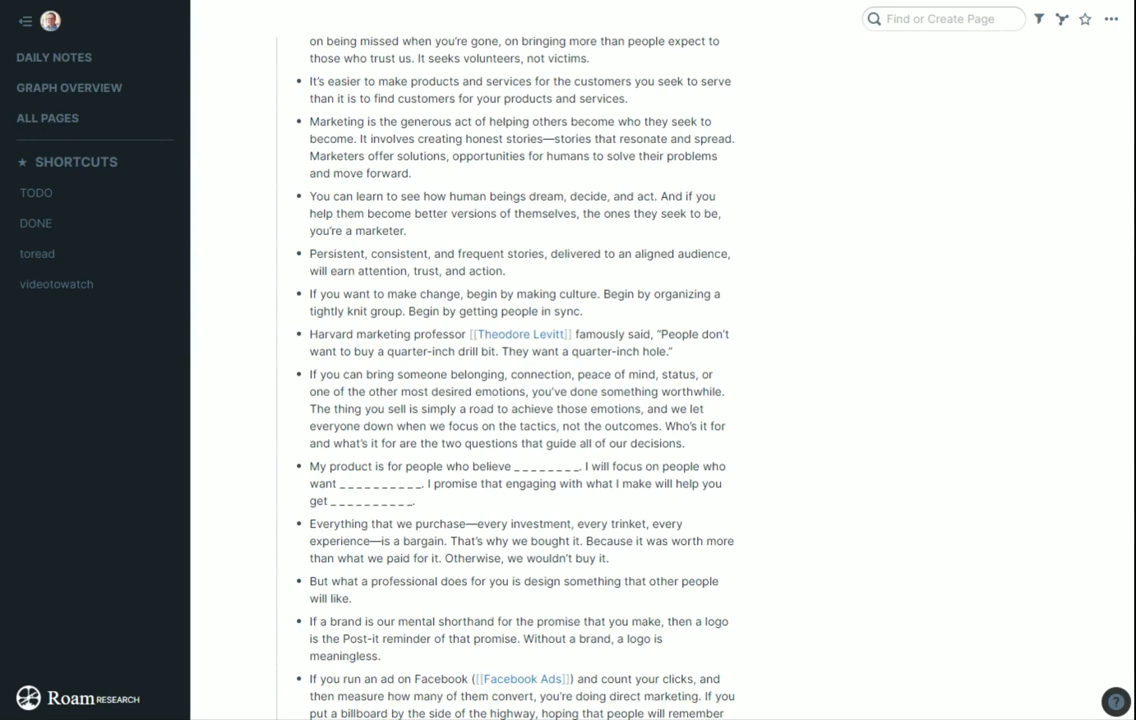 Find or Create Page
DAILY NOTES
GRAPH OVERVIEW
ALL PAGES
★ SHORTCUTS
TODO
DONE
toread
videotowatch
Roam RESEARCH
on being missed when you're gone, on bringing more than people expect to
those who trust us. It seeks volunteers, not victims.
• It's easier to make products and services for the customers you seek to serve
than it is to find customers for your products and services.
• Marketing is the generous act of helping others become who they seek to
become. It involves creating honest stories—stories that resonate and spread.
Marketers offer solutions, opportunities for humans to solve their problems
and move forward.
• You can learn to see how human beings dream, decide, and act. And if you
help them become better versions of themselves, the ones they seek to be,
you're a marketer.
• Persistent, consistent, and frequent stories, delivered to an aligned audience,
will earn attention, trust, and action.
• If you want to make change, begin by making culture. Begin by organizing a
tightly knit group. Begin by getting people in sync.
• Harvard marketing professor [[Theodore Levitt]] famously said, "People don't
want to buy a quarter-inch drill bit. They want a quarter-inch hole."
• If you can bring someone belonging, connection, peace of mind, status, or
one of the other most desired emotions, you've done something worthwhile.
The thing you sell is simply a road to achieve those emotions, and we let
everyone down when we focus on the tactics, not the outcomes. Who's it for
and what's it for are the two questions that guide all of our decisions.
• My product is for people who believe _ _ _ _ _ _ _ _. I will focus on people who
want _ _ _ _ _ _ _ _ _ _. I promise that engaging with what I make will help you
get _ _ _ _ _ _ _ _ _ _.
• Everything that we purchase—every investment, every trinket, every
experience—is a bargain. That's why we bought it. Because it was worth more
than what we paid for it. Otherwise, we wouldn't buy it.
• But what a professional does for you is design something that other people
will like.
• If a brand is our mental shorthand for the promise that you make, then a logo
is the Post-it reminder of that promise. Without a brand, a logo is
meaningless.
• If you run an ad on Facebook ([[Facebook Ads]]) and count your clicks, and
then measure how many of them convert, you're doing direct marketing. If you
put a billboard by the side of the highway, hoping that people will remember
?